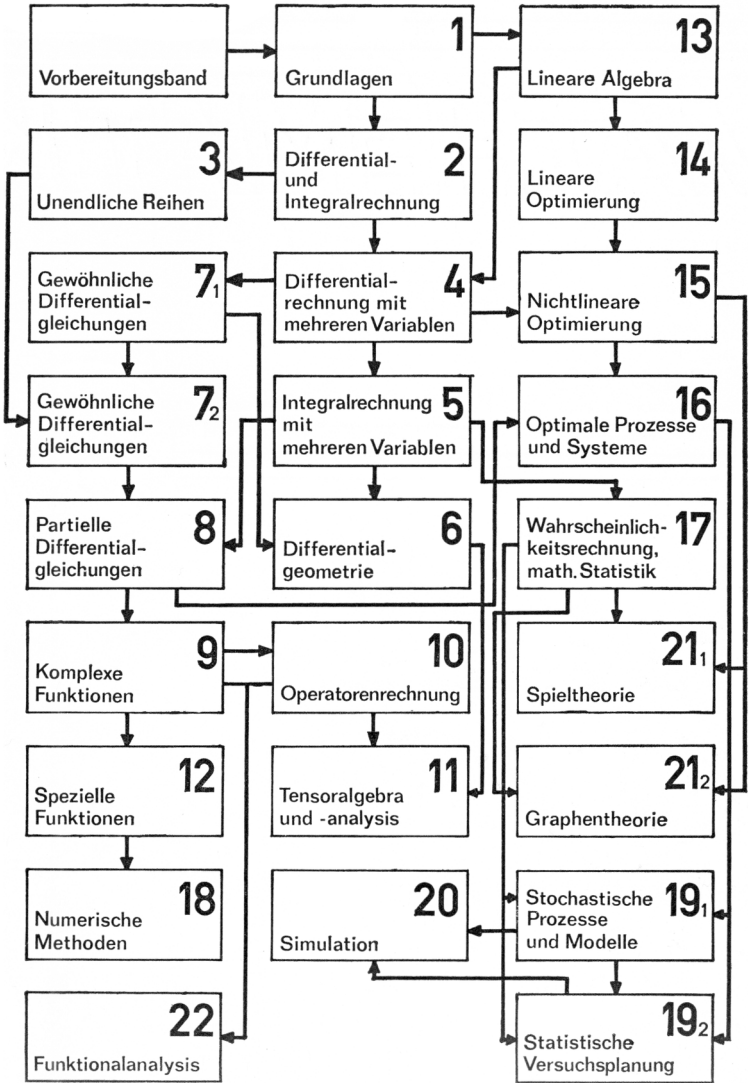 Vorbereitungsband
1
Grundlagen
13
Lineare Algebra
3
Unendliche Reihen
2
Differential-
und
Integralrechnung
14
Lineare
Optimierung
7₁
Gewöhnliche
Differential-
gleichungen
4
Differential-
rechnung mit
mehreren Variablen
15
Nichtlineare
Optimierung
7₂
Gewöhnliche
Differential-
gleichungen
5
Integralrechnung
mit
mehreren Variablen
16
Optimale Prozesse
und Systeme
8
Partielle
Differential-
gleichungen
6
Differential-
geometrie
17
Wahrscheinlich-
keitsrechnung,
math. Statistik
9
Komplexe
Funktionen
10
Operatorenrechnung
21₁
Spieltheorie
12
Spezielle
Funktionen
11
Tensoralgebra
und -analysis
21₂
Graphentheorie
18
Numerische
Methoden
20
Simulation
19₁
Stochastische
Prozesse
und Modelle
22
Funktionalanalysis
19₂
Statistische
Versuchsplanung